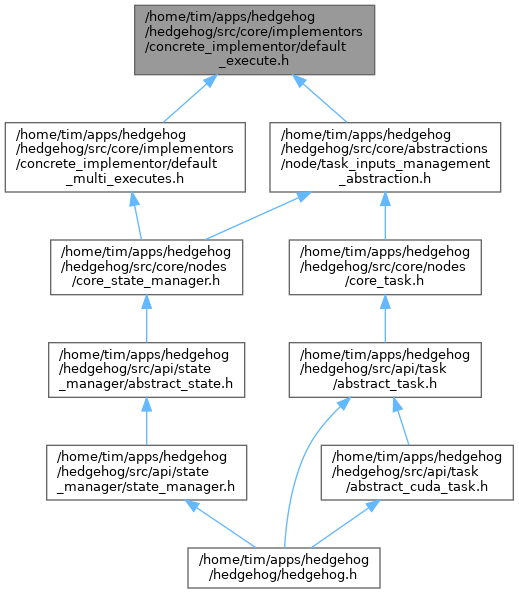 /home/tim/apps/hedgehog
/hedgehog/src/core/implementors
/concrete_implementor/default
_execute.h
/home/tim/apps/hedgehog
/hedgehog/src/core/implementors
/concrete_implementor/default
_multi_executes.h
/home/tim/apps/hedgehog
/hedgehog/src/core/abstractions
/node/task_inputs_management
_abstraction.h
/home/tim/apps/hedgehog
/hedgehog/src/core/nodes
/core_state_manager.h
/home/tim/apps/hedgehog
/hedgehog/src/core/nodes
/core_task.h
/home/tim/apps/hedgehog
/hedgehog/src/api/state
_manager/abstract_state.h
/home/tim/apps/hedgehog
/hedgehog/src/api/task
/abstract_task.h
/home/tim/apps/hedgehog
/hedgehog/src/api/state
_manager/state_manager.h
/home/tim/apps/hedgehog
/hedgehog/src/api/task
/abstract_cuda_task.h
/home/tim/apps/hedgehog
/hedgehog/hedgehog.h